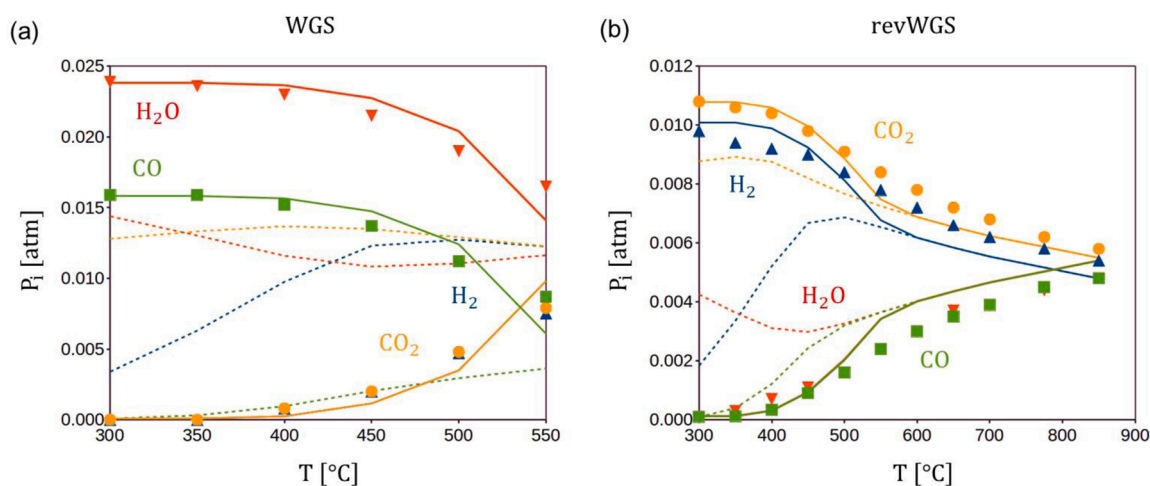 (a) WGS
0.025
0.020
0.015
0.010
0.005
0.000
Pᵢ [atm]
H₂O
CO
H₂
CO₂
300 350 400 450 500 550
T [°C]
(b) revWGS
0.012
0.010
0.008
0.006
0.004
0.002
0.000
Pᵢ [atm]
CO₂
H₂
H₂O
CO
300 400 500 600 700 800 900
T [°C]